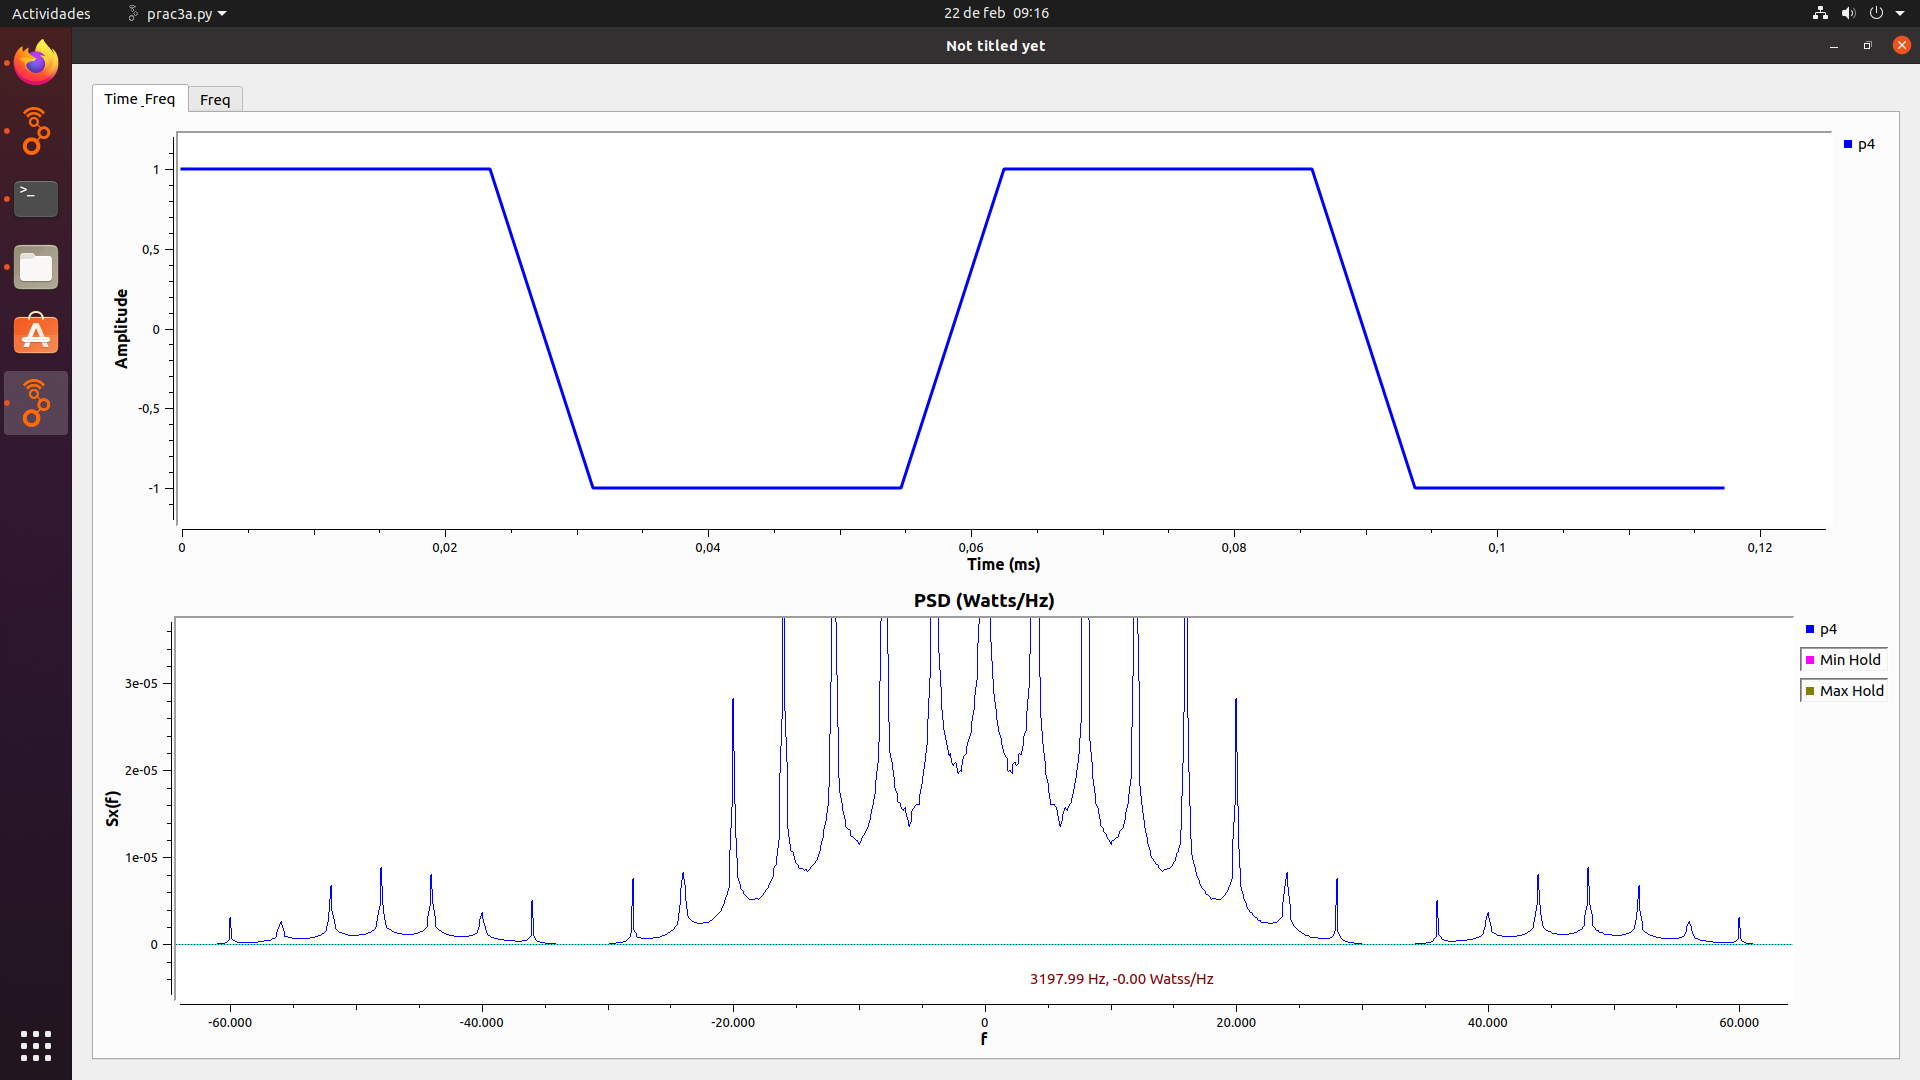 Actividades prac3a.py 22 de feb 09:16
Not titled yet
Time_Freq Freq
p4
1
0,5
0
-0,5
-1
Amplitude
0 0,02 0,04 0,06 0,08 0,1 0,12
Time (ms)
PSD (Watts/Hz)
p4
Min Hold
Max Hold
3e-05
2e-05
1e-05
0
Sx(f)
3197.99 Hz, -0.00 Watss/Hz
-60.000 -40.000 -20.000 0 20.000 40.000 60.000
f